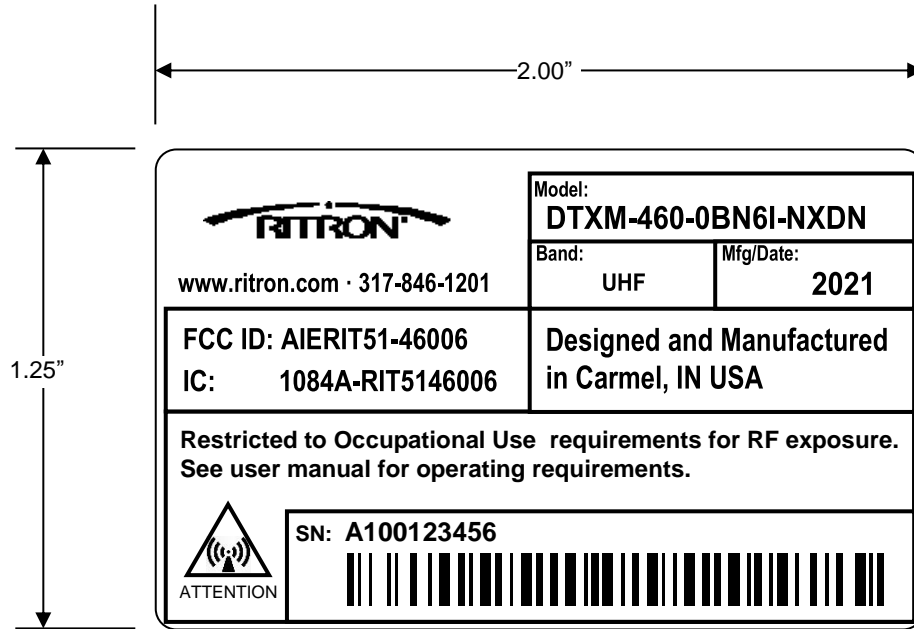 2.00”
1.25”
RITRON
www.ritron.com · 317-846-1201
Model:
DTXM-460-0BN6I-NXDN
Band:
UHF
Mfg/Date:
2021
FCC ID: AIERIT51-46006
IC: 1084A-RIT5146006
Designed and Manufactured
in Carmel, IN USA
Restricted to Occupational Use requirements for RF exposure.
See user manual for operating requirements.
ATTENTION
SN: A100123456